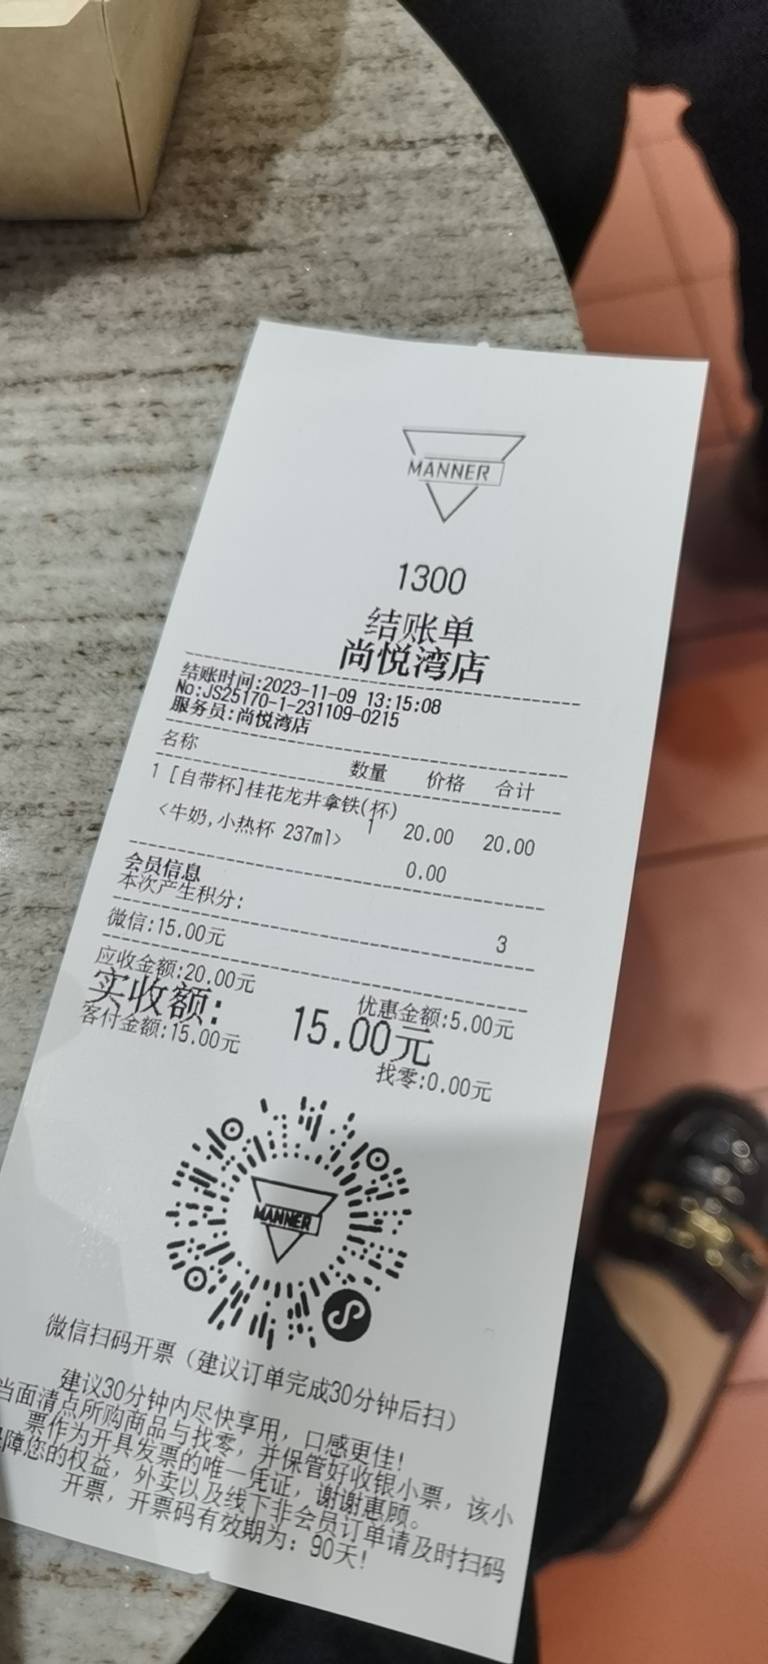 MANNER
1300
结账单
尚悦湾店
结账时间:2023-11-09 13:15:08
No:JS25170-1-231109-0215
服务员:尚悦湾店
名称 数量 价格 合计
1 [自带杯]桂花龙井拿铁(杯)
1 20.00 20.00
<牛奶,小热杯 237ml>
0.00
会员信息
本次产生积分: 3
微信:15.00元
应收金额:20.00元 优惠金额:5.00元
实收额: 15.00元
客付金额:15.00元 找零:0.00元
MANNER
微信扫码开票（建议订单完成30分钟后扫）
建议30分钟内尽快享用，口感更佳！
当面清点所购商品与找零，并保管好收银小票，该小
票作为开具发票的唯一凭证，谢谢惠顾。
障您的权益，外卖以及线下非会员订单请及时扫码
开票，开票码有效期为：90天！